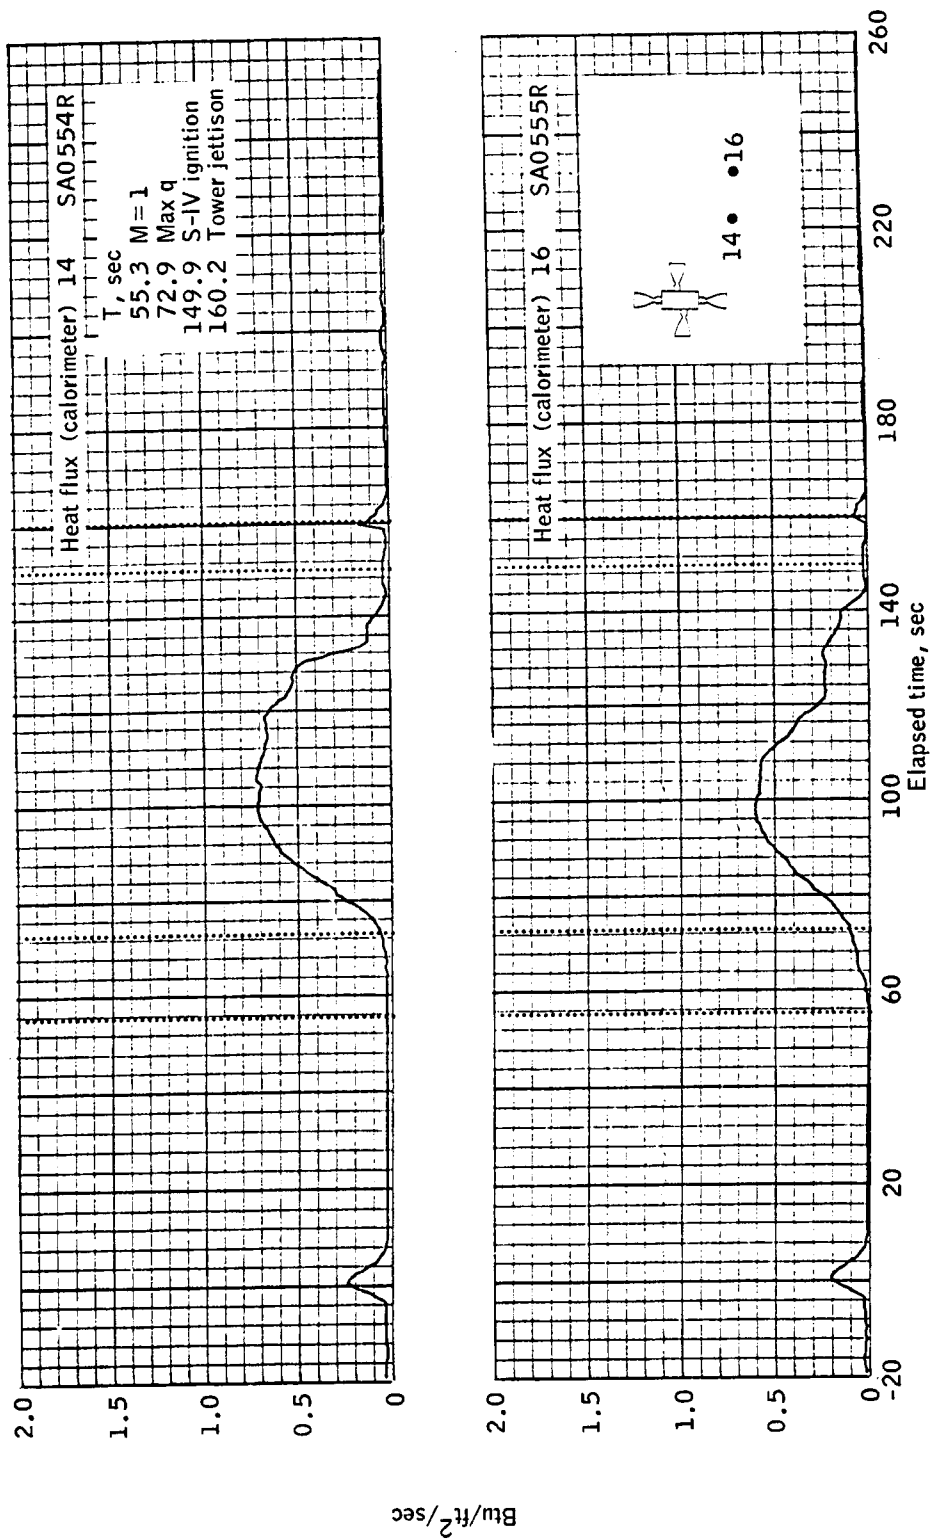 Heat flux (calorimeter) 14 SA0554R
T, sec
55.3 M = 1
72.9 Max q
149.9 S-IV ignition
160.2 Tower jettison
2.0
1.5
1.0
0.5
0
Btu/ft²/sec
Heat flux (calorimeter) 16 SA0555R
14
16
2.0
1.5
1.0
0.5
0
-20
20
60
100
140
180
220
260
Elapsed time, sec